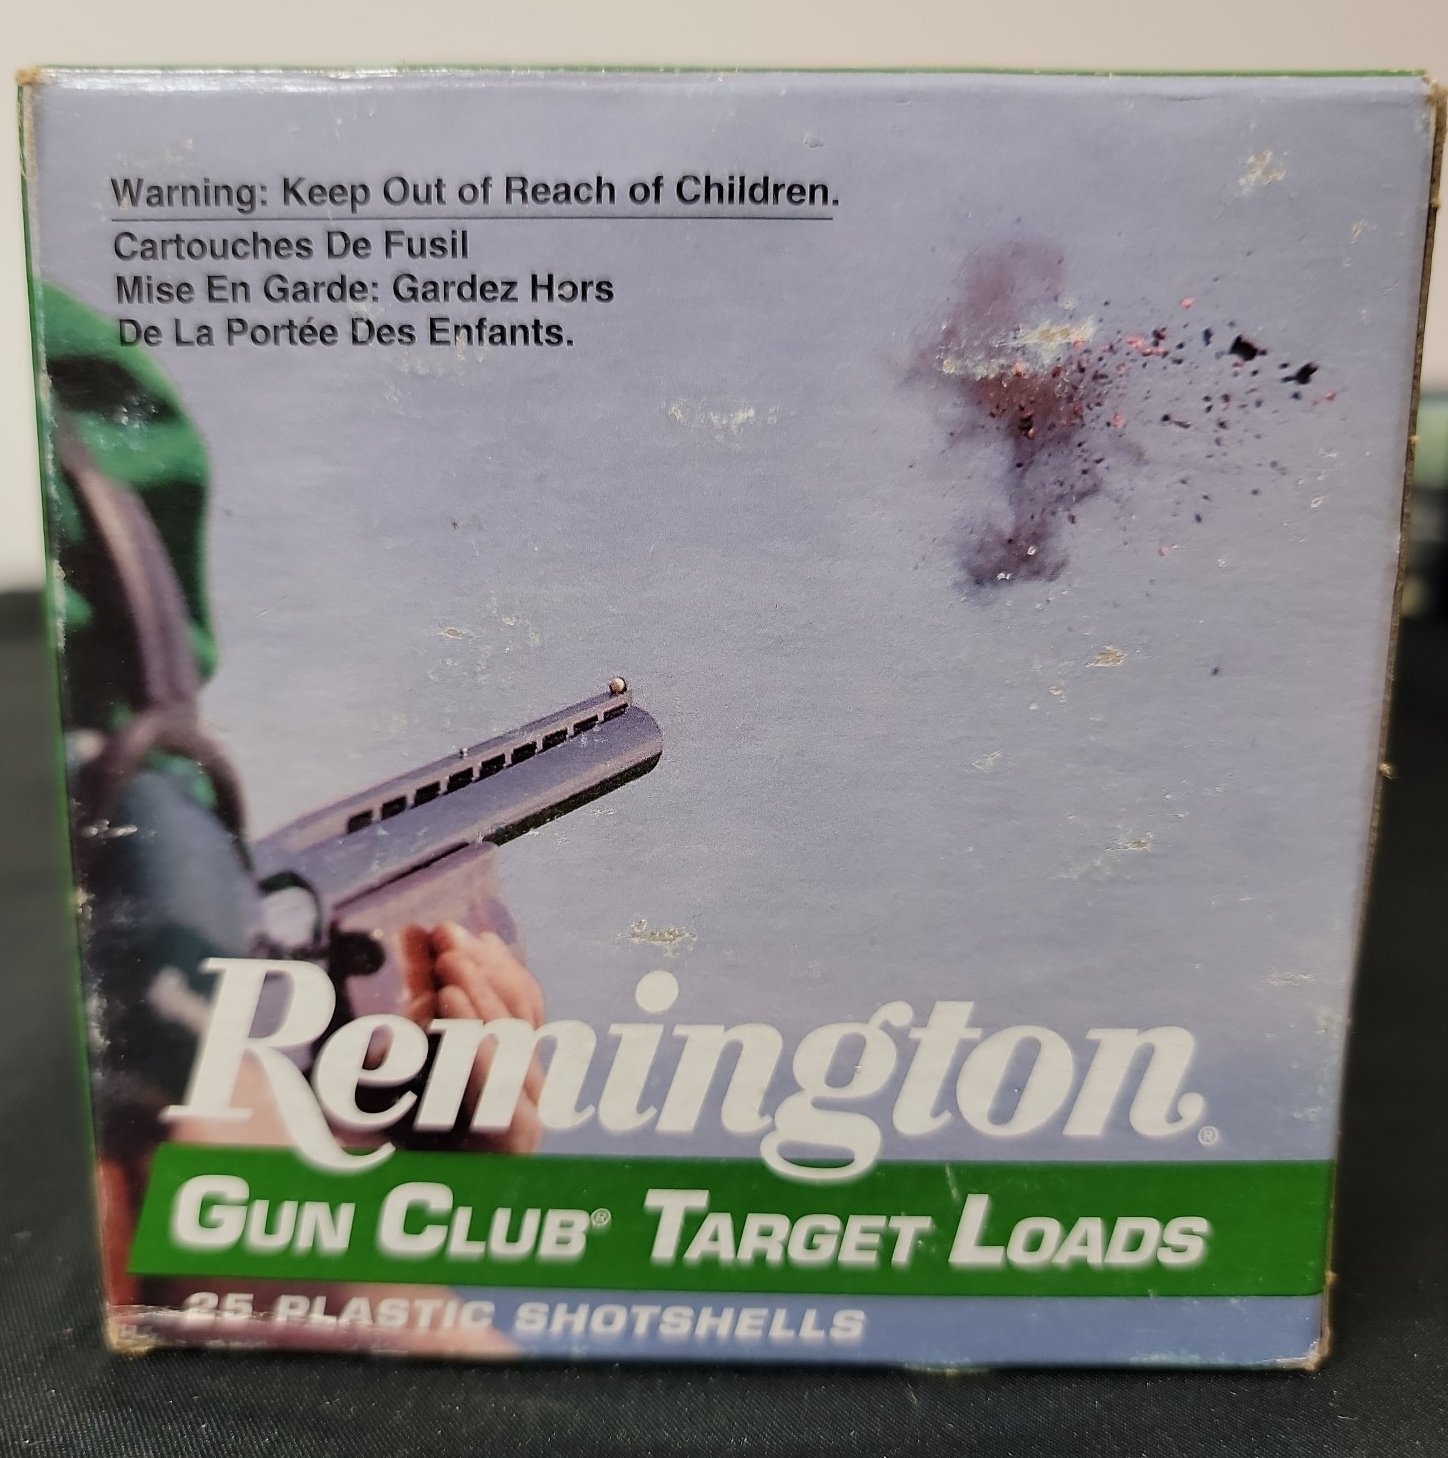 Warning: Keep Out of Reach of Children.
Cartouches De Fusil
Mise En Garde: Gardez Hors
De La Portée Des Enfants.
Remington®
GUN CLUB® TARGET LOADS
25 PLASTIC SHOTSHELLS